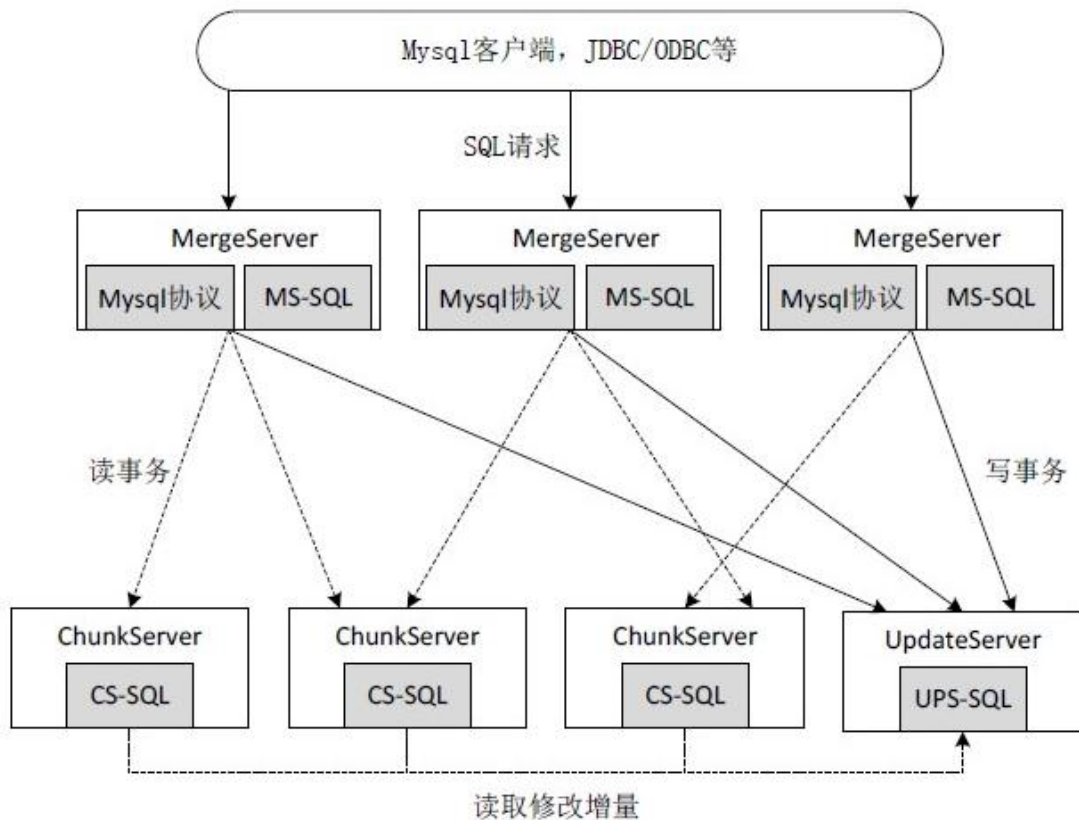 Mysql客户端，JDBC/ODBC等
SQL请求
MergeServer
Mysql协议
MS-SQL
MergeServer
Mysql协议
MS-SQL
MergeServer
Mysql协议
MS-SQL
读事务
写事务
ChunkServer
CS-SQL
ChunkServer
CS-SQL
ChunkServer
CS-SQL
UpdateServer
UPS-SQL
读取修改增量